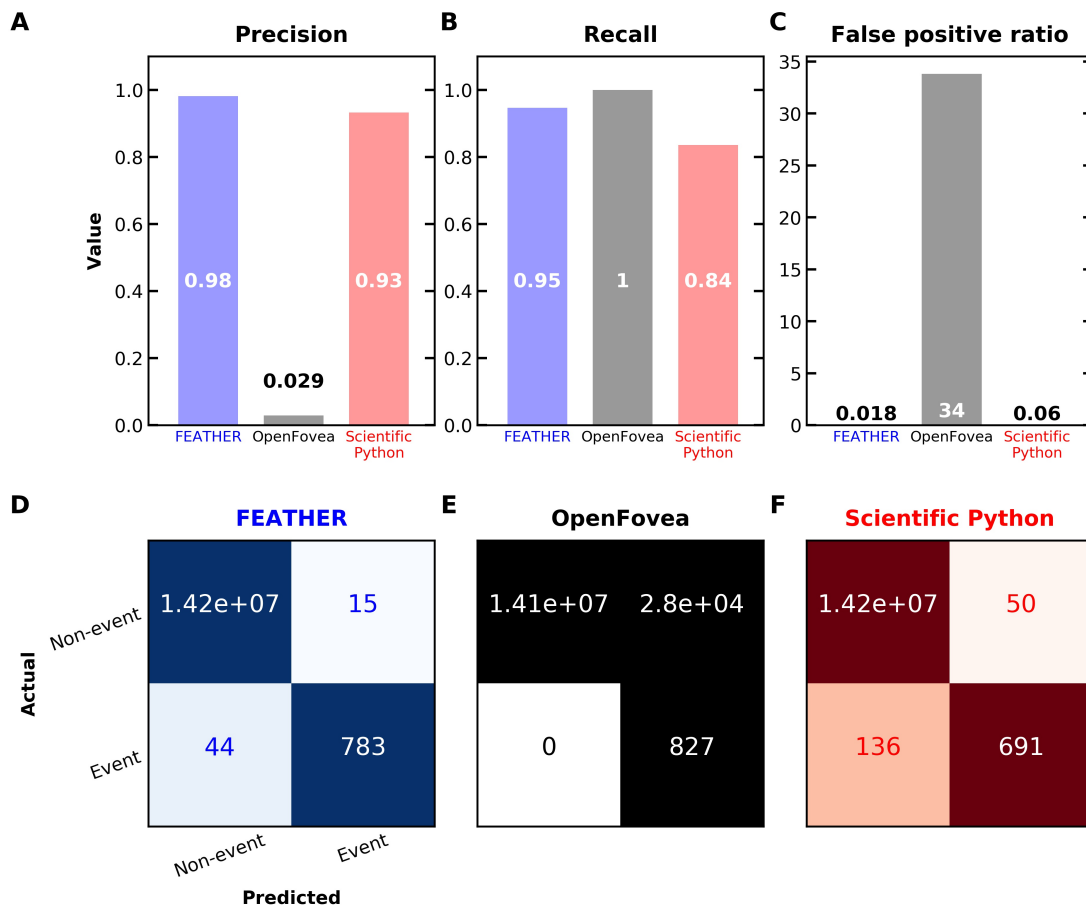 A
Precision
Value
1.0
0.8
0.6
0.4
0.2
0.0
0.98
0.029
0.93
FEATHER
OpenFovea
Scientific
Python
B
Recall
1.0
0.8
0.6
0.4
0.2
0.0
0.95
1
0.84
FEATHER
OpenFovea
Scientific
Python
C
False positive ratio
35
30
25
20
15
10
5
0
0.018
34
0.06
FEATHER
OpenFovea
Scientific
Python
D
FEATHER
Actual
Non-event
Event
1.42e+07
15
44
783
Non-event
Event
Predicted
E
OpenFovea
1.41e+07
2.8e+04
0
827
F
Scientific Python
1.42e+07
50
136
691